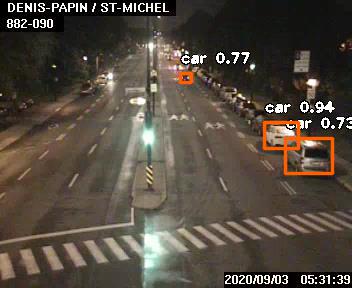 DENIS-PAPIN / ST-MICHEL
882-090
car 0.77
car 0.94
car 0.73
2020/09/03 05:31:39